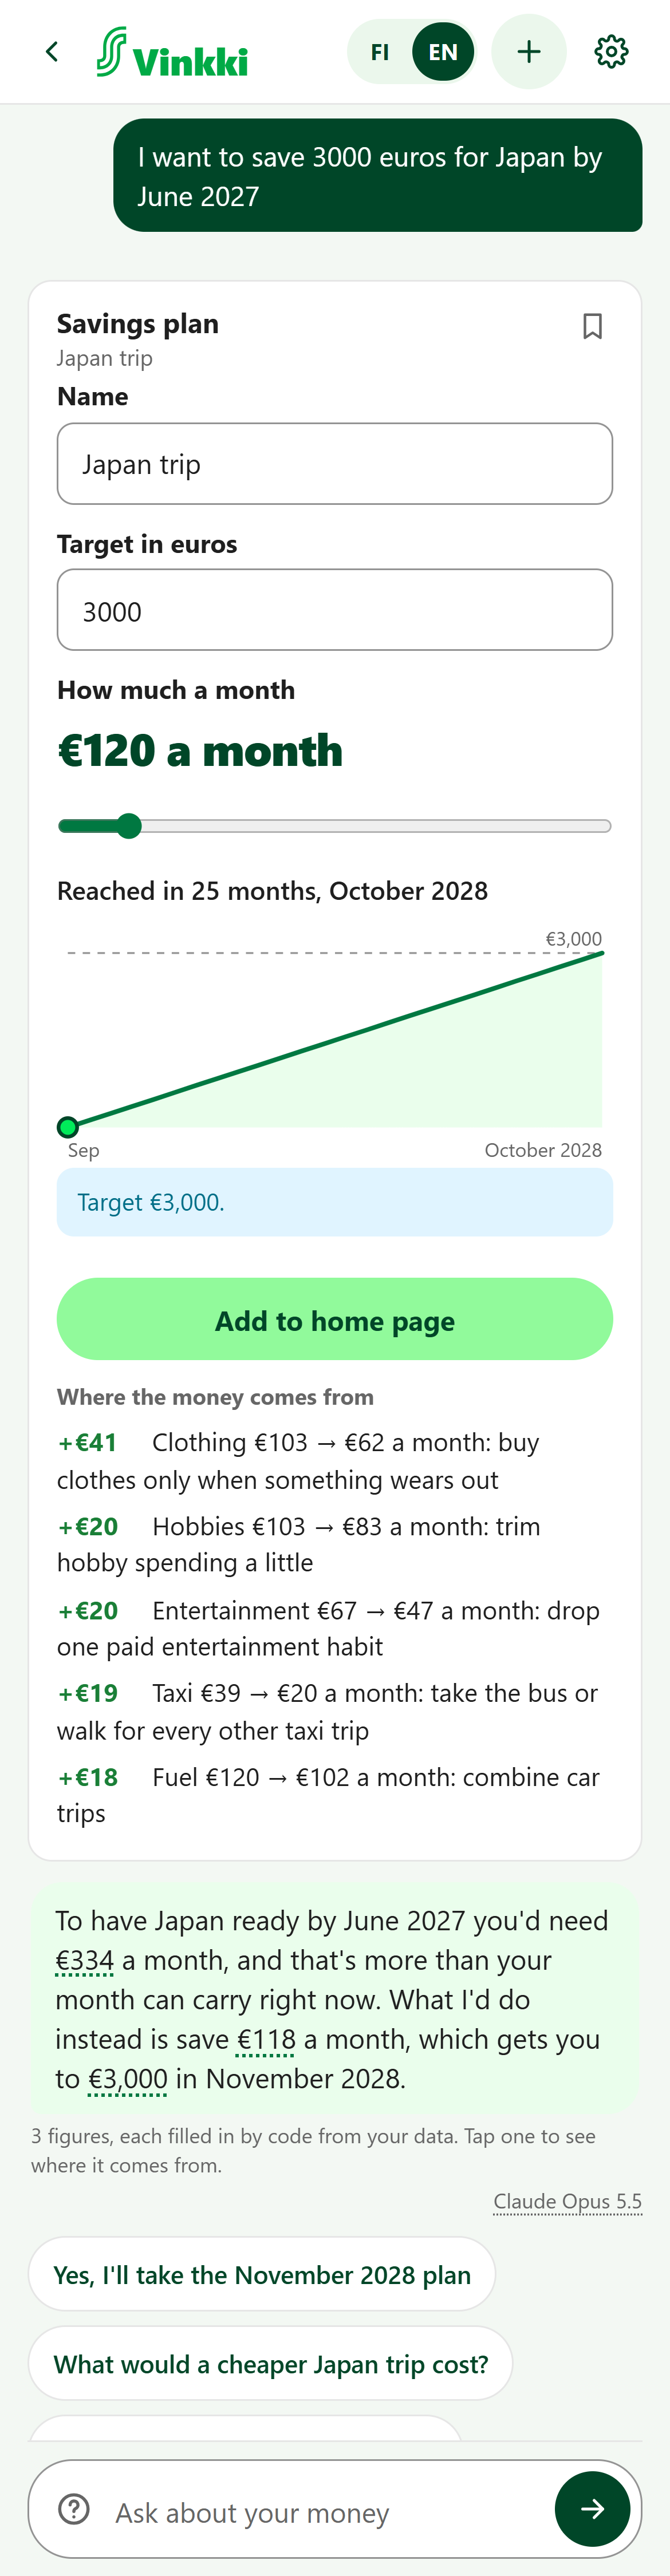 Vinkki
FI
EN
I want to save 3000 euros for Japan by
June 2027
Savings plan
Japan trip
Name
Japan trip
Target in euros
3000
How much a month
€120 a month
Reached in 25 months, October 2028
€3,000
Sep
October 2028
Target €3,000.
Add to home page
Where the money comes from
+€41 Clothing €103 → €62 a month: buy
clothes only when something wears out
+€20 Hobbies €103 → €83 a month: trim
hobby spending a little
+€20 Entertainment €67 → €47 a month: drop
one paid entertainment habit
+€19 Taxi €39 → €20 a month: take the bus or
walk for every other taxi trip
+€18 Fuel €120 → €102 a month: combine car
trips
To have Japan ready by June 2027 you'd need
€334 a month, and that's more than your
month can carry right now. What I'd do
instead is save €118 a month, which gets you
to €3,000 in November 2028.
3 figures, each filled in by code from your data. Tap one to see
where it comes from.
Claude Opus 5.5
Yes, I'll take the November 2028 plan
What would a cheaper Japan trip cost?
Ask about your money